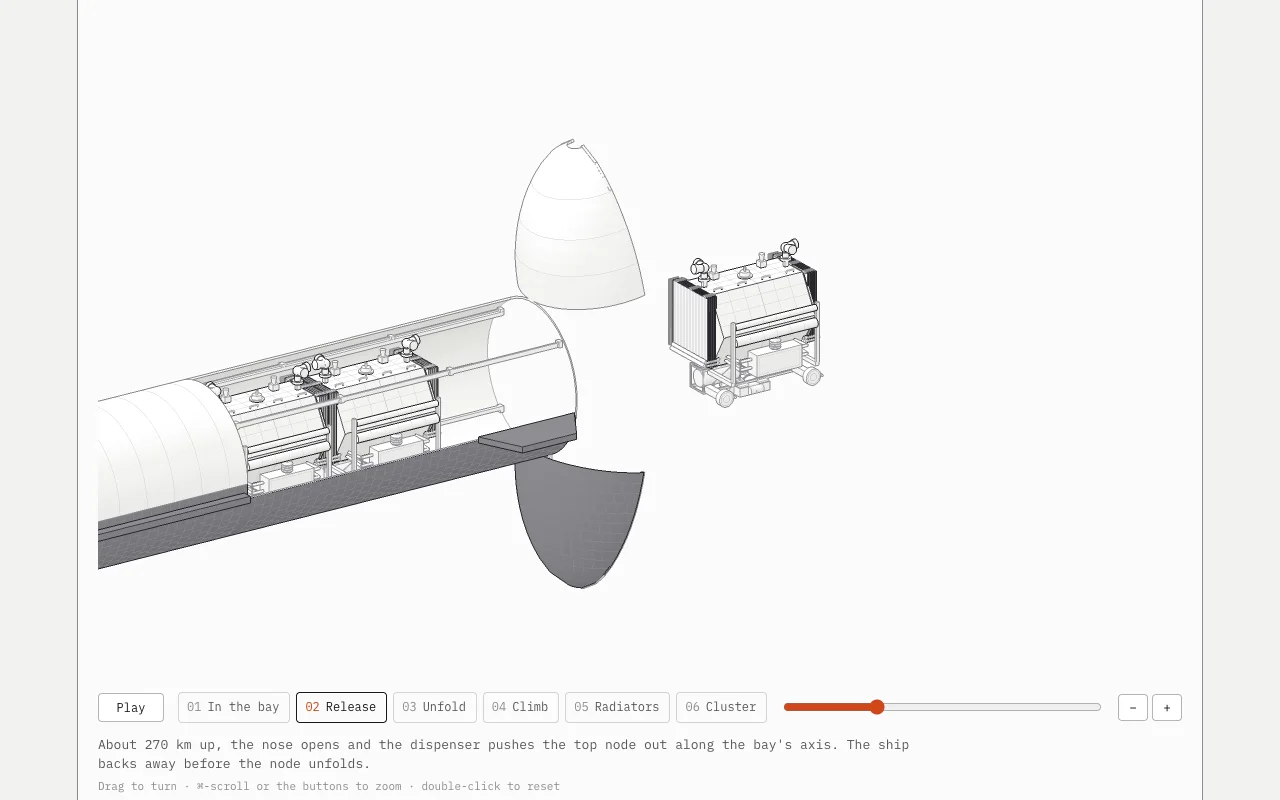 Play 01 In the bay 02 Release 03 Unfold 04 Climb 05 Radiators 06 Cluster − +
About 270 km up, the nose opens and the dispenser pushes the top node out along the bay's axis. The ship
backs away before the node unfolds.
Drag to turn · ⌘-scroll or the buttons to zoom · double-click to reset